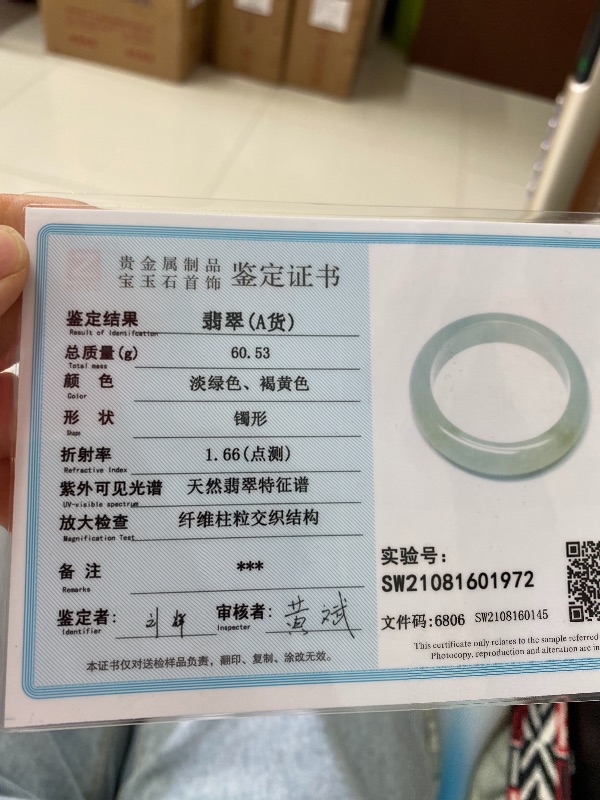 贵金属制品
宝玉石首饰 鉴定证书
鉴定结果 翡翠(A货)
Result of Identifcation
总质量(g) 60.53
Total mass
颜 色 淡绿色、褐黄色
Color
形 状 镯形
Shape
折射率 1.66(点测)
Refractive Index
紫外可见光谱 天然翡翠特征谱
UV-visible spectrum
放大检查 纤维柱粒交织结构
Magnification Test
备 注 ***
Remarks
鉴定者: 审核者: 黄斌
Identifier Inspecter
本证书仅对送检样品负责,翻印、复制、涂改无效。
实验号:
SW21081601972
文件码:6806 SW2108160145
This certificate only relates to the sample referred
Photocopy, reproduction and alteration are in